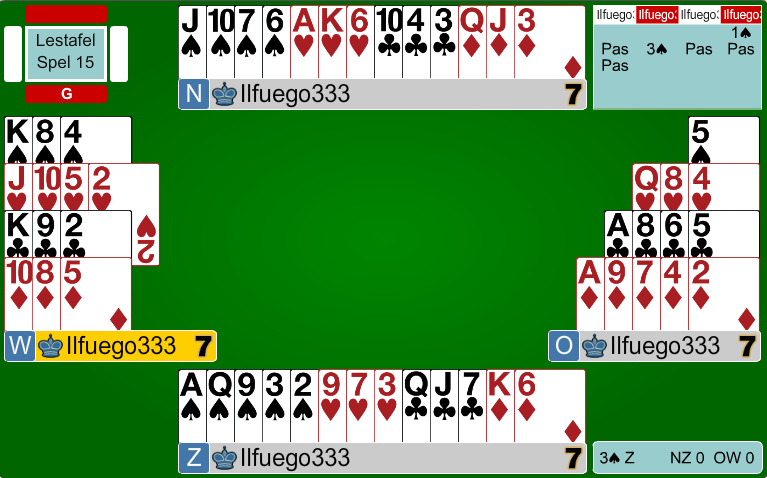 Lestafel
Spel 15
G
J 10 7 6 A K 6 10 4 3 Q J 3
N Ilfuego333 7
Ilfuego: Ilfuego: Ilfuego: Ilfuego:
1♠
Pas 3♠ Pas Pas
Pas
K 8 4
J 10 5 2
2
K 9 2
10 8 5
W Ilfuego333 7
5
Q 8 4
A 8 6 5
A 9 7 4 2
O Ilfuego333 7
A Q 9 3 2 9 7 3 Q J 7 K 6
Z Ilfuego333 7
3♠ Z NZ 0 OW 0